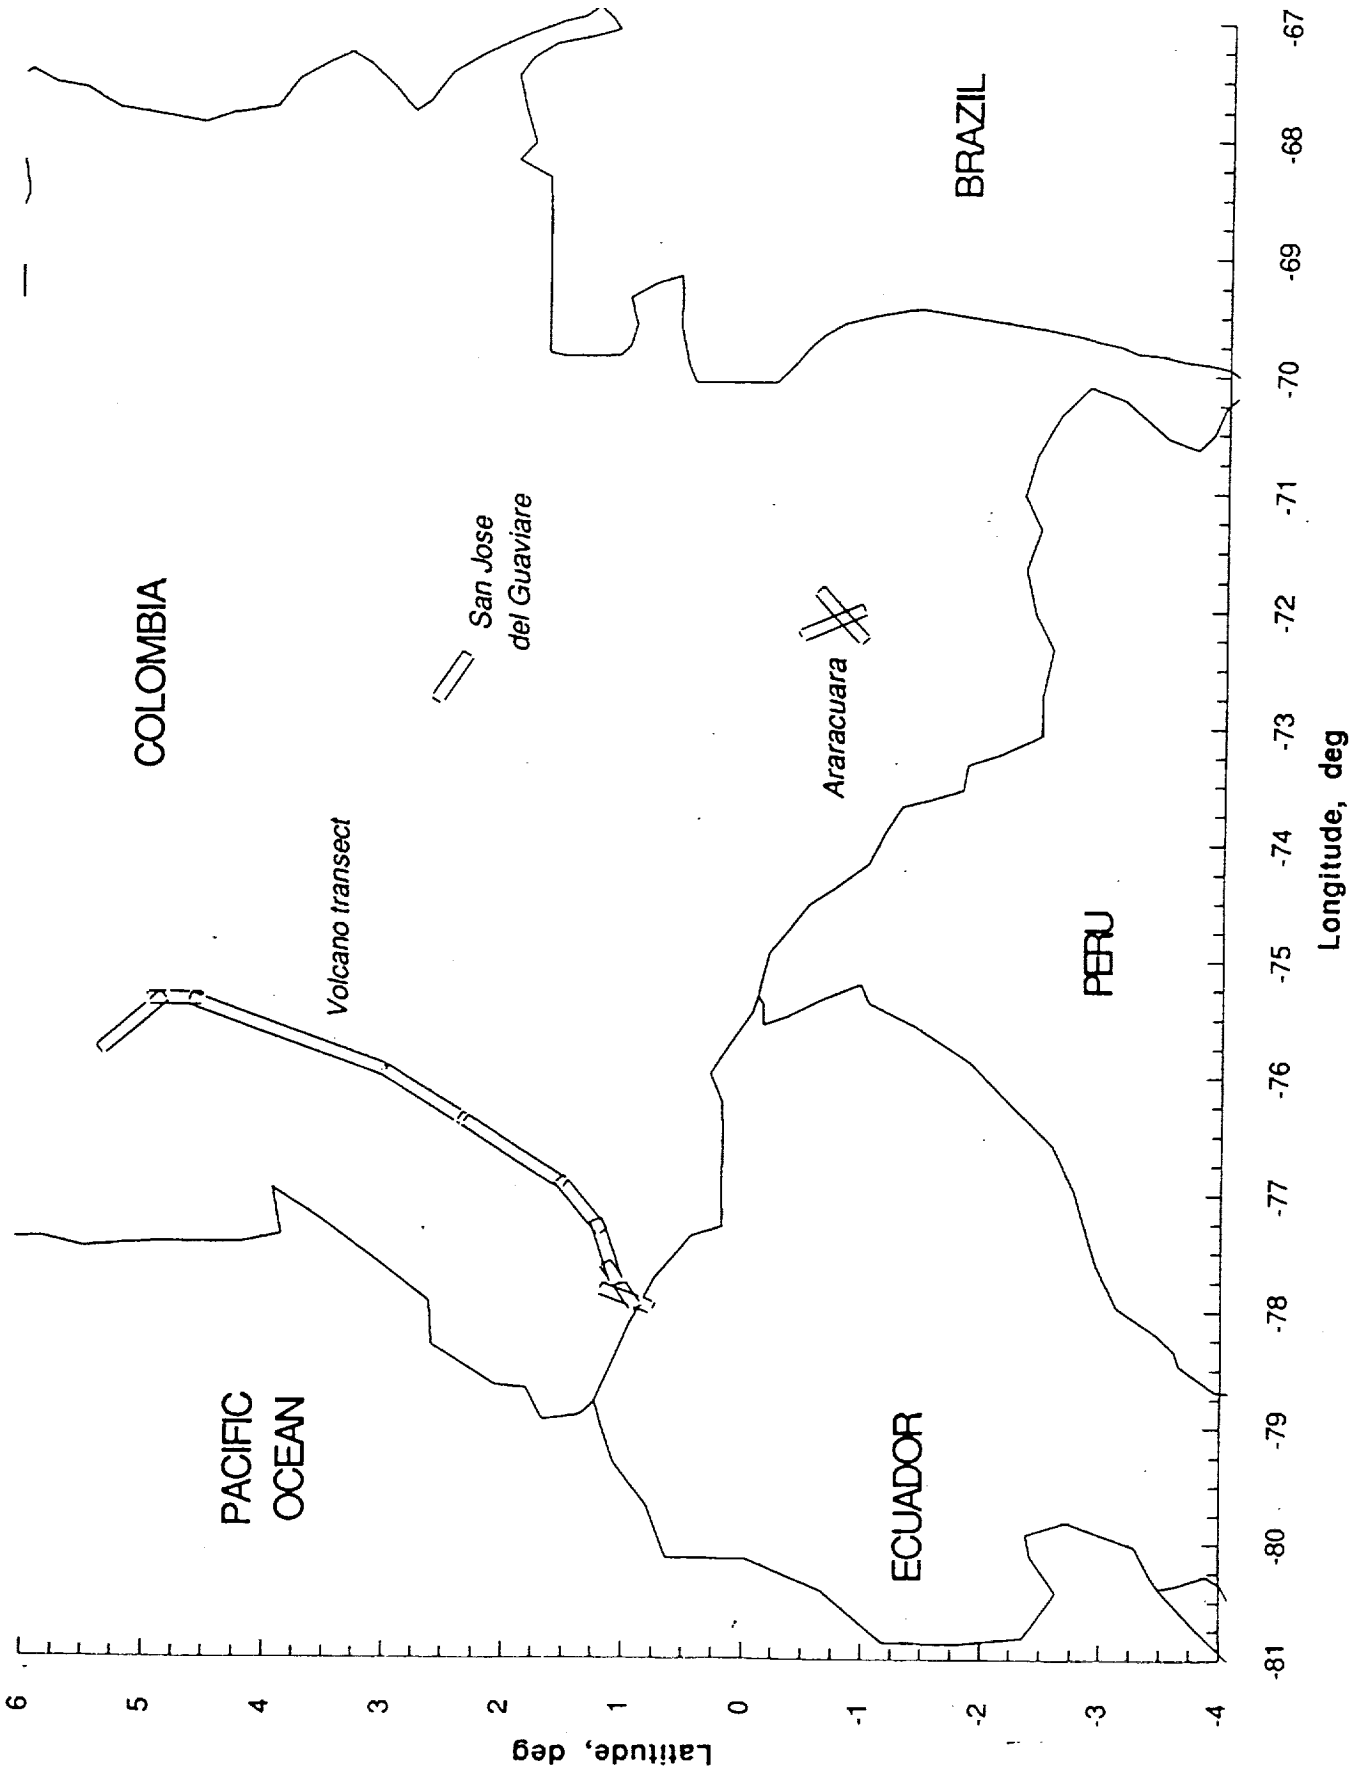 PACIFIC
OCEAN
COLOMBIA
Volcano transect
San Jose
del Guaviare
Araracuara
BRAZIL
PERU
ECUADOR
Latitude, deg
6
5
4
3
2
1
0
-1
-2
-3
-4
-81
-80
-79
-78
-77
-76
-75
-74
-73
-72
-71
-70
-69
-68
-67
Longitude, deg